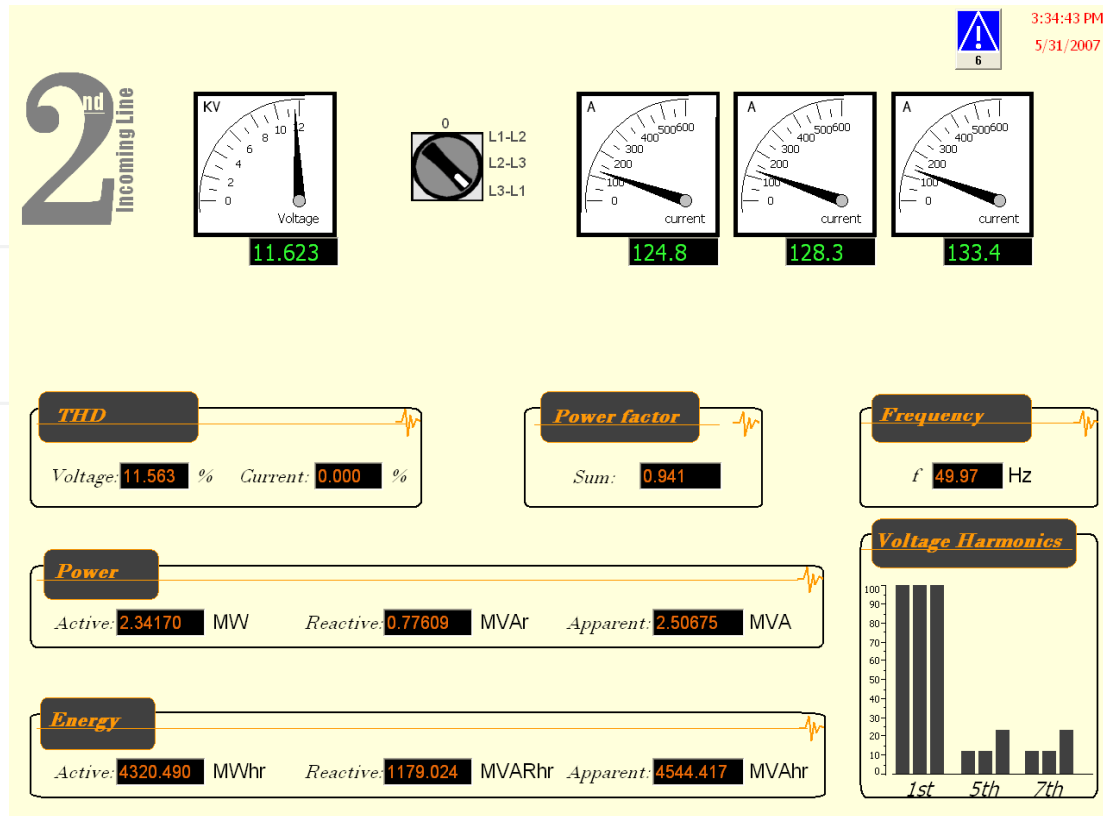 3:34:43 PM
5/31/2007
6
2nd
Incoming Line
KV
0
2
4
6
8
10
12
Voltage
11.623
0
L1-L2
L2-L3
L3-L1
A
0
100
200
300
400
500
600
current
124.8
A
0
100
200
300
400
500
600
current
128.3
A
0
100
200
300
400
500
600
current
133.4
THD
Voltage: 11.563 % Current: 0.000 %
Power factor
Sum: 0.941
Frequency
f 49.97 Hz
Power
Active: 2.34170 MW Reactive: 0.77609 MVAr Apparent: 2.50675 MVA
Energy
Active: 4320.490 MWhr Reactive: 1179.024 MVARhr Apparent: 4544.417 MVAhr
Voltage Harmonics
100
90
80
70
60
50
40
30
20
10
0
1st 5th 7th